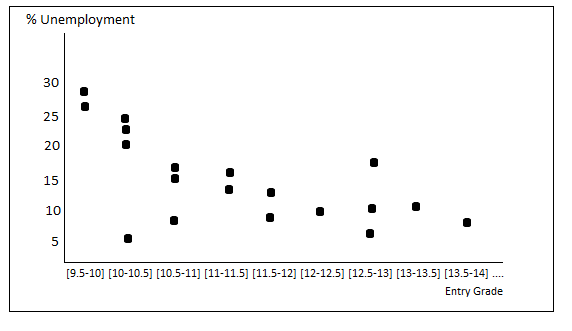 % Unemployment
30
25
20
15
10
5
[9.5-10] [10-10.5] [10.5-11] [11-11.5] [11.5-12] [12-12.5] [12.5-13] [13-13.5] [13.5-14] ....
Entry Grade